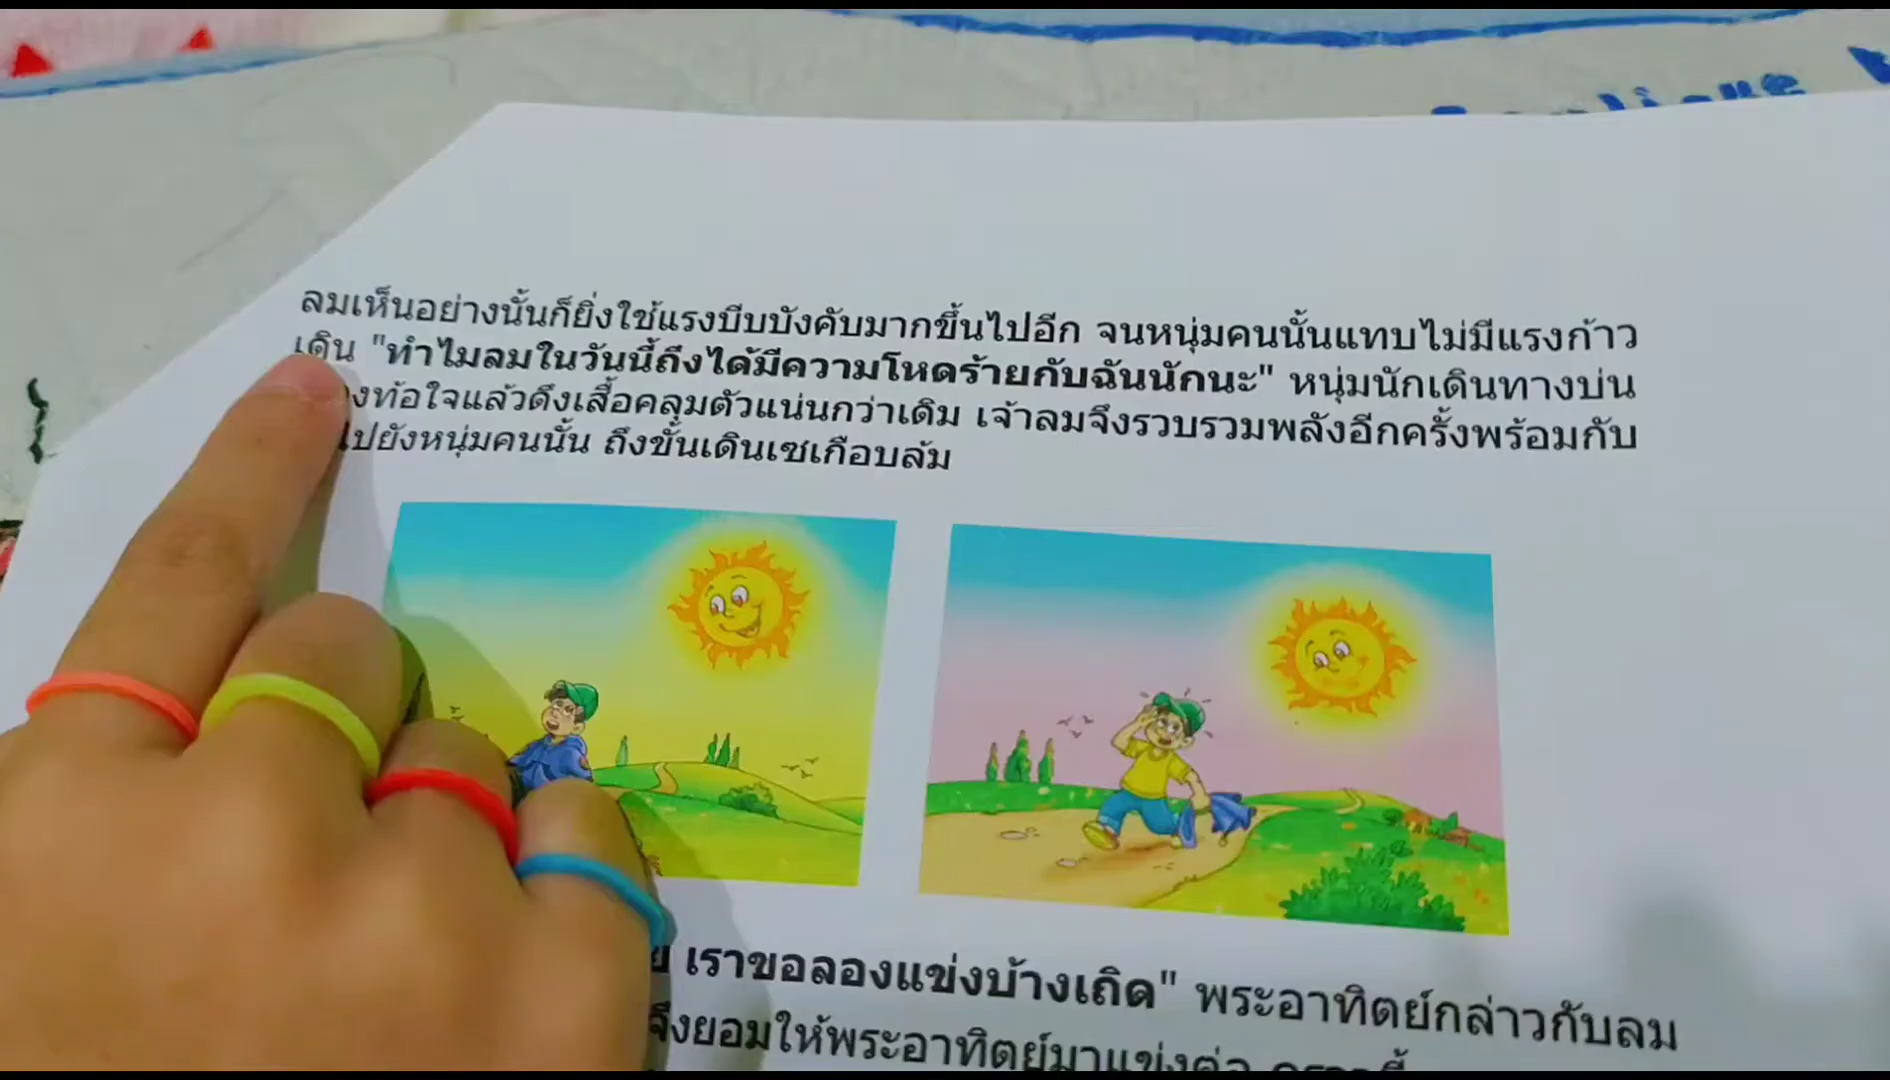 ลมเห็นอย่างนั้นก็ยิ่งใช้แรงบีบบังคับมากขึ้นไปอีก จนหนุ่มคนนั้นแทบไม่มีแรงก้าว
เดิน "ทำไมลมในวันนี้ถึงได้มีความโหดร้ายกับฉันนักนะ" หนุ่มนักเดินทางบ่น
ท้อใจแล้วดึงเสื้อคลุมตัวแน่นกว่าเดิม เจ้าลมจึงรวบรวมพลังอีกครั้งพร้อมกับ
ไปยังหนุ่มคนนั้น ถึงขั้นเดินเซเกือบล้ม
เราขอลองแข่งบ้างเถิด" พระอาทิตย์กล่าวกับลม
จึงยอมให้พระอาทิตย์มาแข่งต่อ